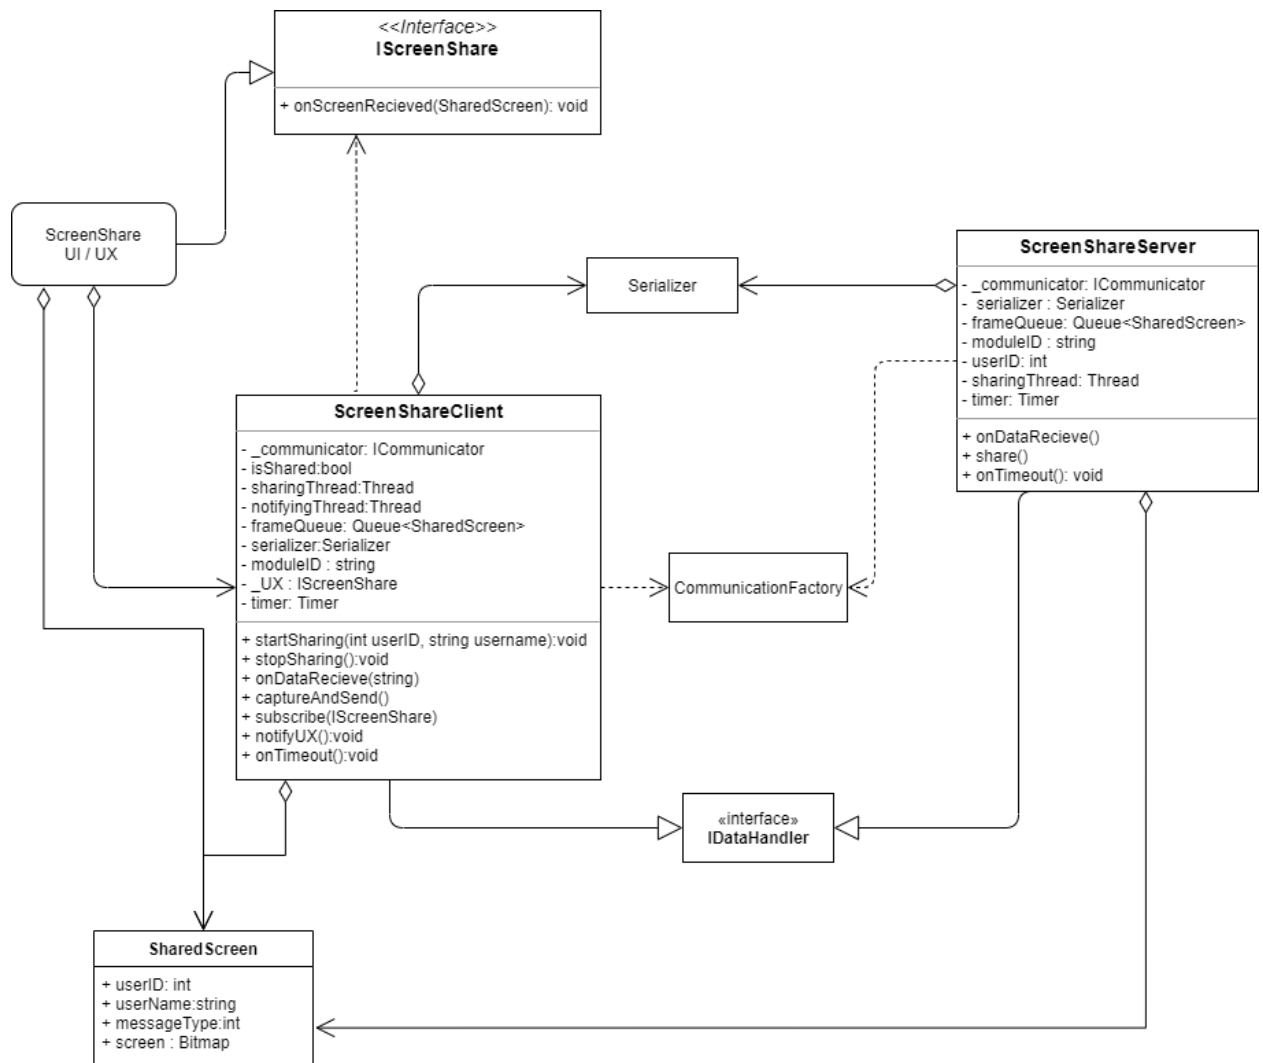 <<Interface>>
IScreenShare
+ onScreenRecieved(SharedScreen): void
ScreenShare
UI / UX
Serializer
ScreenShareServer
- _communicator: ICommunicator
- serializer : Serializer
- frameQueue: Queue<SharedScreen>
- moduleID : string
- userID: int
- sharingThread: Thread
- timer: Timer
+ onDataRecieve()
+ share()
+ onTimeout(): void
ScreenShareClient
- _communicator: ICommunicator
- isShared:bool
- sharingThread:Thread
- notifyingThread:Thread
- frameQueue: Queue<SharedScreen>
- serializer:Serializer
- moduleID : string
- _UX : IScreenShare
- timer: Timer
+ startSharing(int userID, string username):void
+ stopSharing():void
+ onDataRecieve(string)
+ captureAndSend()
+ subscribe(IScreenShare)
+ notifyUX():void
+ onTimeout():void
CommunicationFactory
«interface»
IDataHandler
SharedScreen
+ userID: int
+ userName:string
+ messageType:int
+ screen : Bitmap